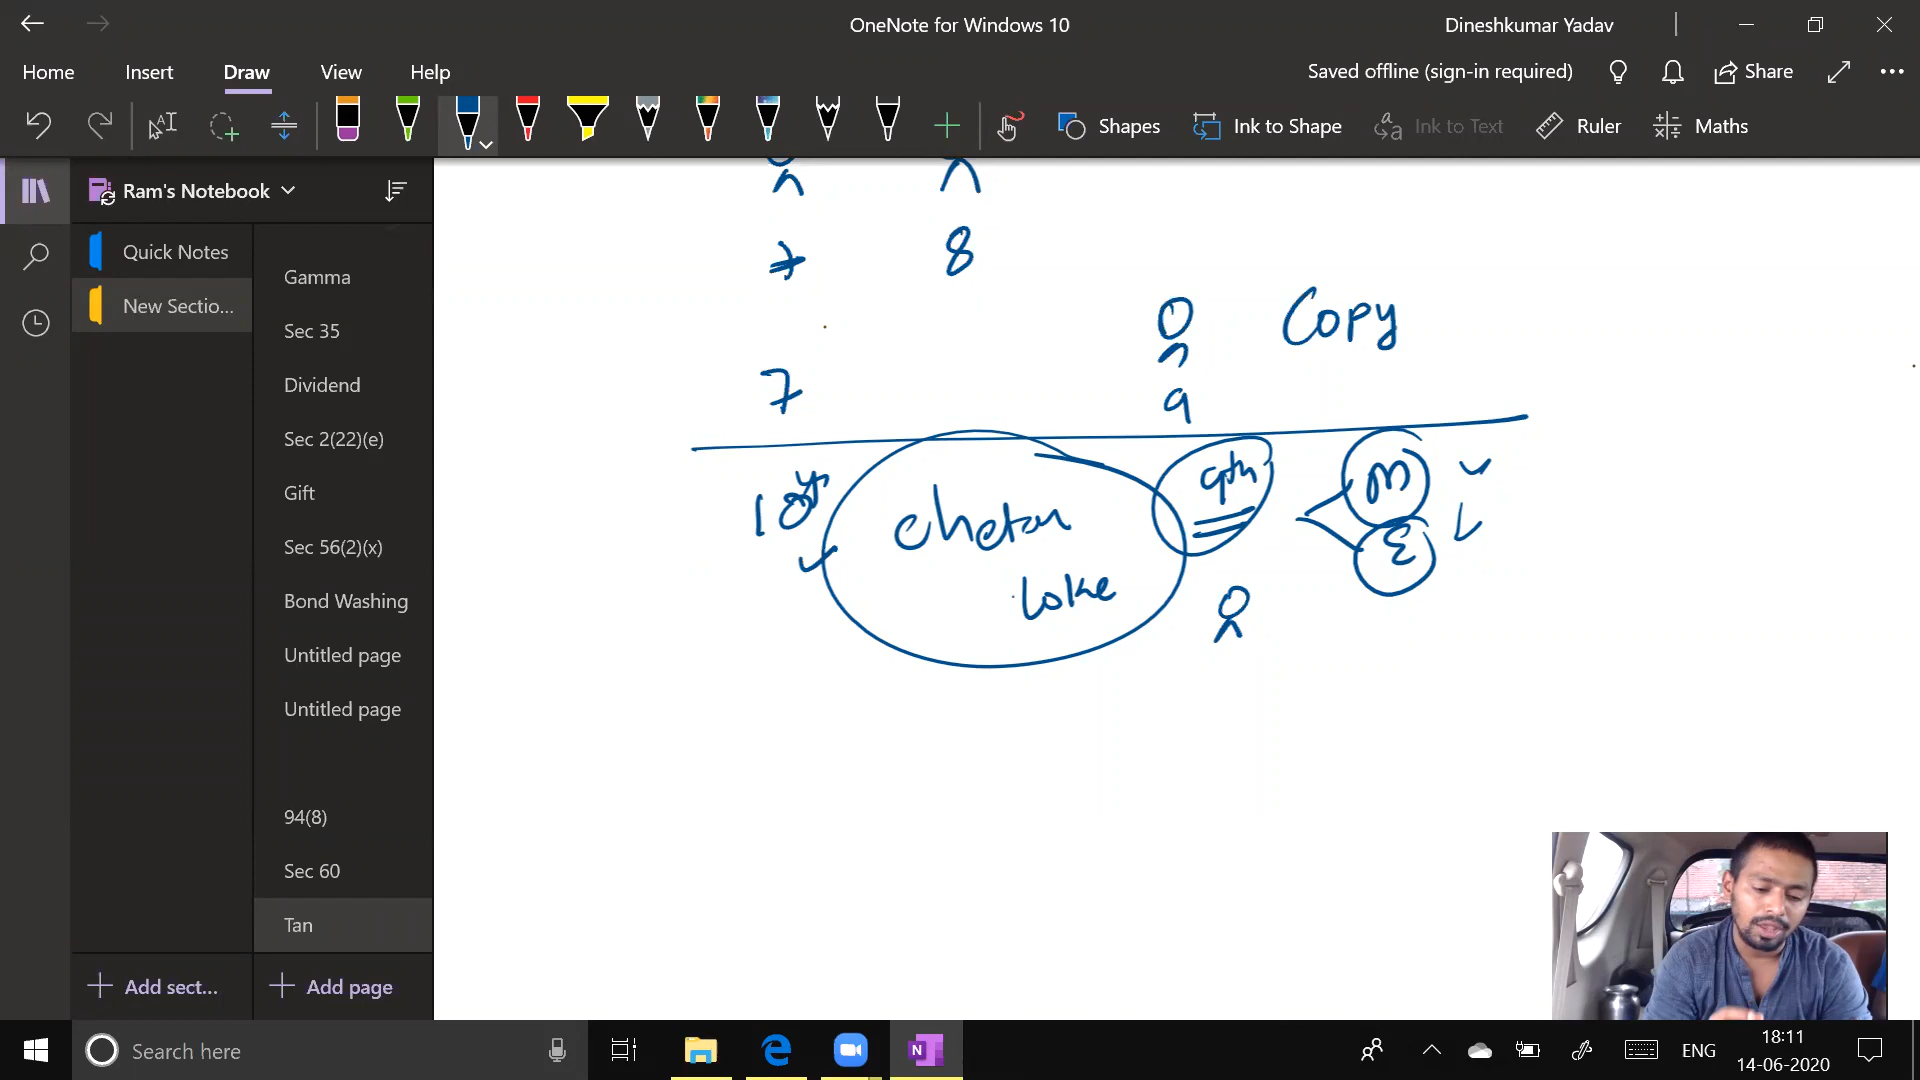 OneNote for Windows 10
Dineshkumar Yadav
Home Insert Draw View Help
Saved offline (sign-in required)
Share
Shapes
Ink to Shape
Ink to Text
Ruler
Maths
Ram's Notebook
Quick Notes
New Sectio...
Gamma
Sec 35
Dividend
Sec 2(22)(e)
Gift
Sec 56(2)(x)
Bond Washing
Untitled page
Untitled page
94(8)
Sec 60
Tan
Add sect...
Add page
8
Copy
7
9
9th
M
E
chetan
loke
Search here
ENG
18:11
14-06-2020